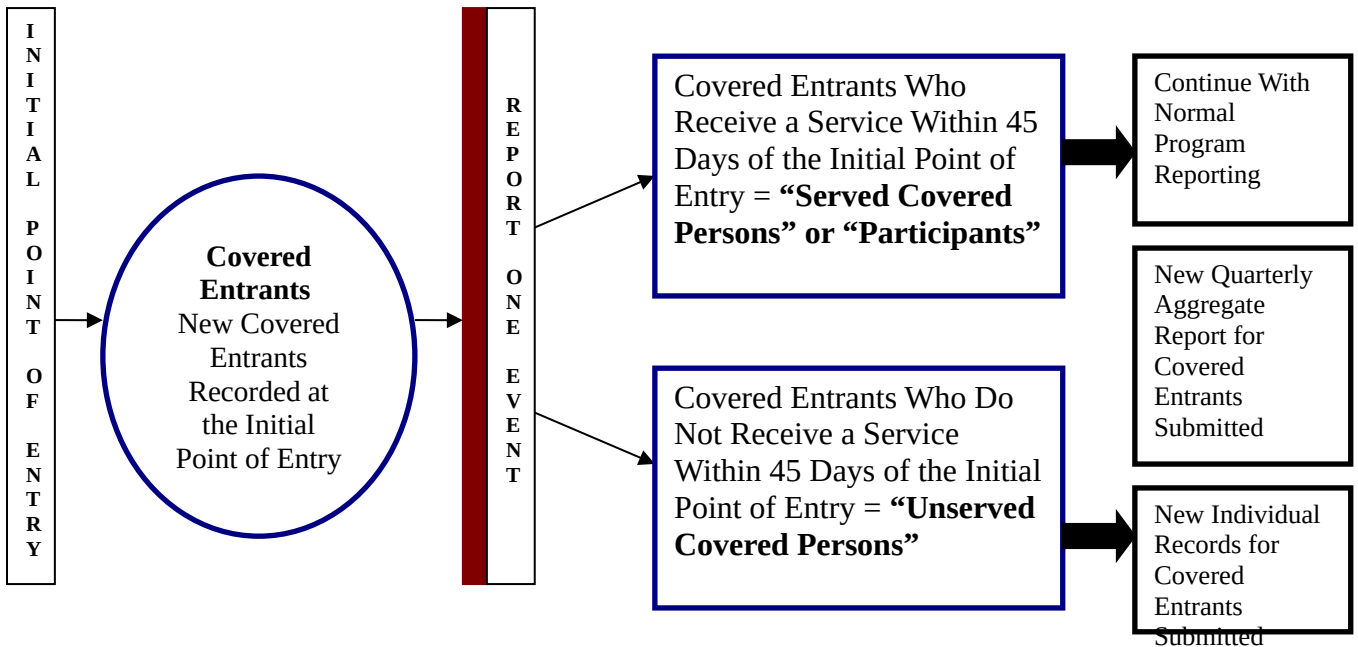 INITIAL POINT OF ENTRY
Covered
Entrants
New Covered
Entrants
Recorded at
the Initial
Point of Entry
REPORT ONE EVENT
Covered Entrants Who
Receive a Service Within 45
Days of the Initial Point of
Entry = “Served Covered
Persons” or “Participants”
Covered Entrants Who Do
Not Receive a Service
Within 45 Days of the Initial
Point of Entry = “Unserved
Covered Persons”
Continue With
Normal
Program
Reporting
New Quarterly
Aggregate
Report for
Covered
Entrants
Submitted
New Individual
Records for
Covered
Entrants
Submitted